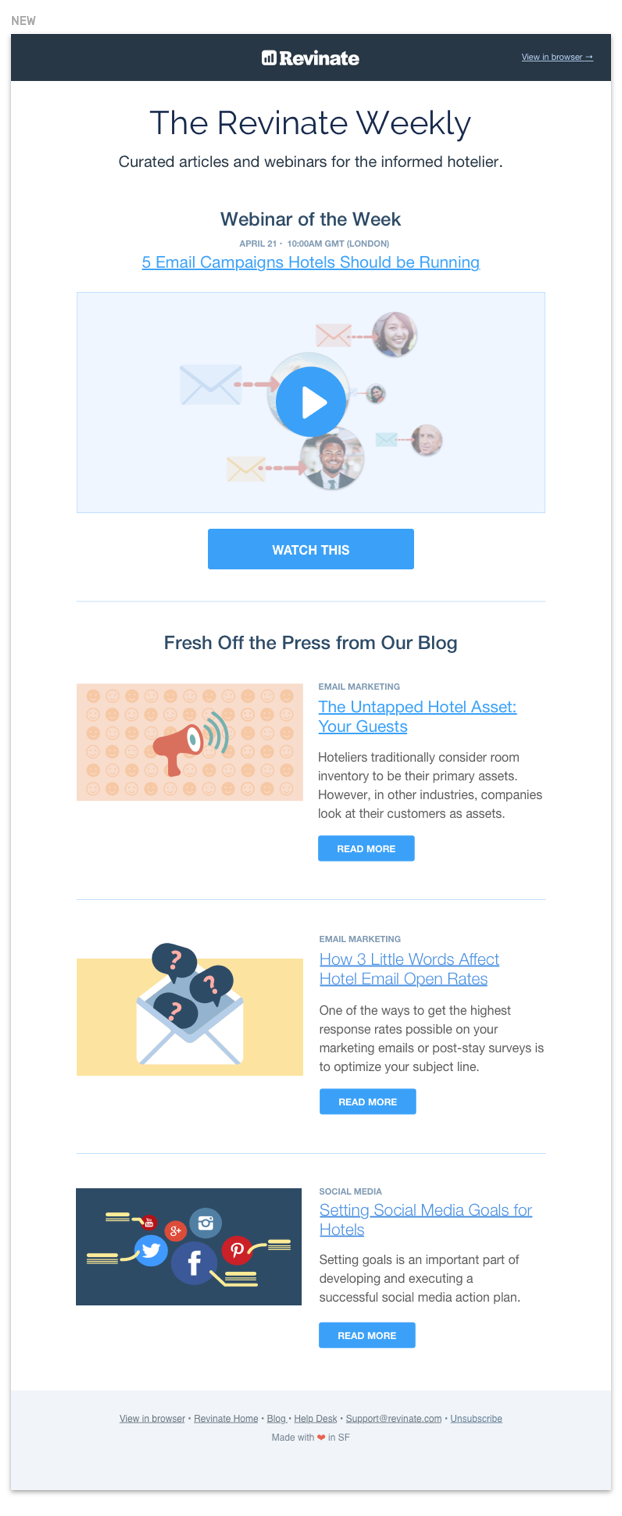 NEW
Revinate
View in browser →
The Revinate Weekly
Curated articles and webinars for the informed hotelier.
Webinar of the Week
APRIL 21 · 10:00AM GMT (LONDON)
5 Email Campaigns Hotels Should be Running
WATCH THIS
Fresh Off the Press from Our Blog
EMAIL MARKETING
The Untapped Hotel Asset:
Your Guests
Hoteliers traditionally consider room
inventory to be their primary assets.
However, in other industries, companies
look at their customers as assets.
READ MORE
? ? ?
EMAIL MARKETING
How 3 Little Words Affect
Hotel Email Open Rates
One of the ways to get the highest
response rates possible on your
marketing emails or post-stay surveys is
to optimize your subject line.
READ MORE
You Tube
g+
f
SOCIAL MEDIA
Setting Social Media Goals for
Hotels
Setting goals is an important part of
developing and executing a
successful social media action plan.
READ MORE
View in browser • Revinate Home • Blog • Help Desk • Support@revinate.com • Unsubscribe
Made with ❤ in SF